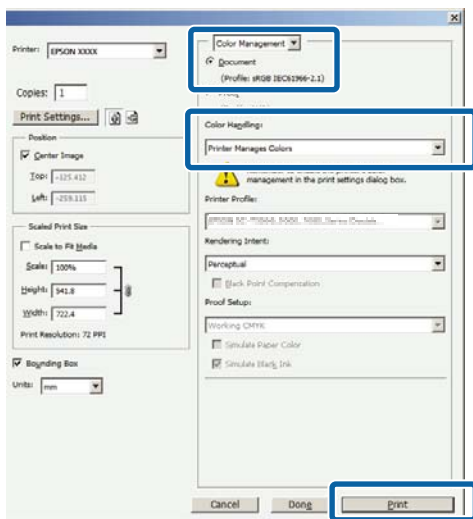 Printer: EPSON XXXX
Copies: 1
Print Settings...
Position
Center Image
Top: -125.412
Left: -259.115
Scaled Print Size
Scale to Fit Media
Scale: 100%
Height: 541.8
Width: 722.4
Print Resolution: 72 PPI
Bounding Box
Units: mm
Color Management
Document
(Profile: sRGB IEC61966-2.1)
Color Handling:
Printer Manages Colors
management in the print settings dialog box.
Printer Profile:
Rendering Intent:
Perceptual
Black Point Compensation
Proof Setup:
Working CMYK
Simulate Paper Color
Simulate Black Ink
Cancel
Done
Print